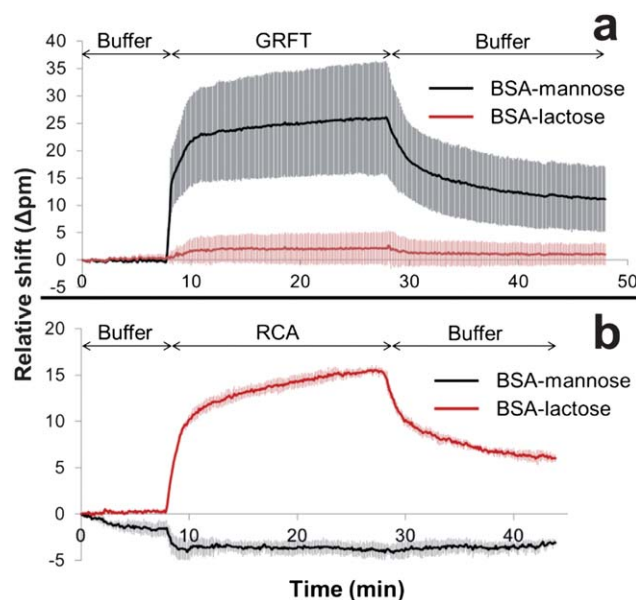 a
Buffer GRFT Buffer
BSA-mannose
BSA-lactose
40
35
30
25
20
15
10
5
0
-5
0 10 20 30 40 50
Relative shift (Δpm)
b
Buffer RCA Buffer
BSA-mannose
BSA-lactose
20
15
10
5
0
-5
10 20 30 40
Time (min)